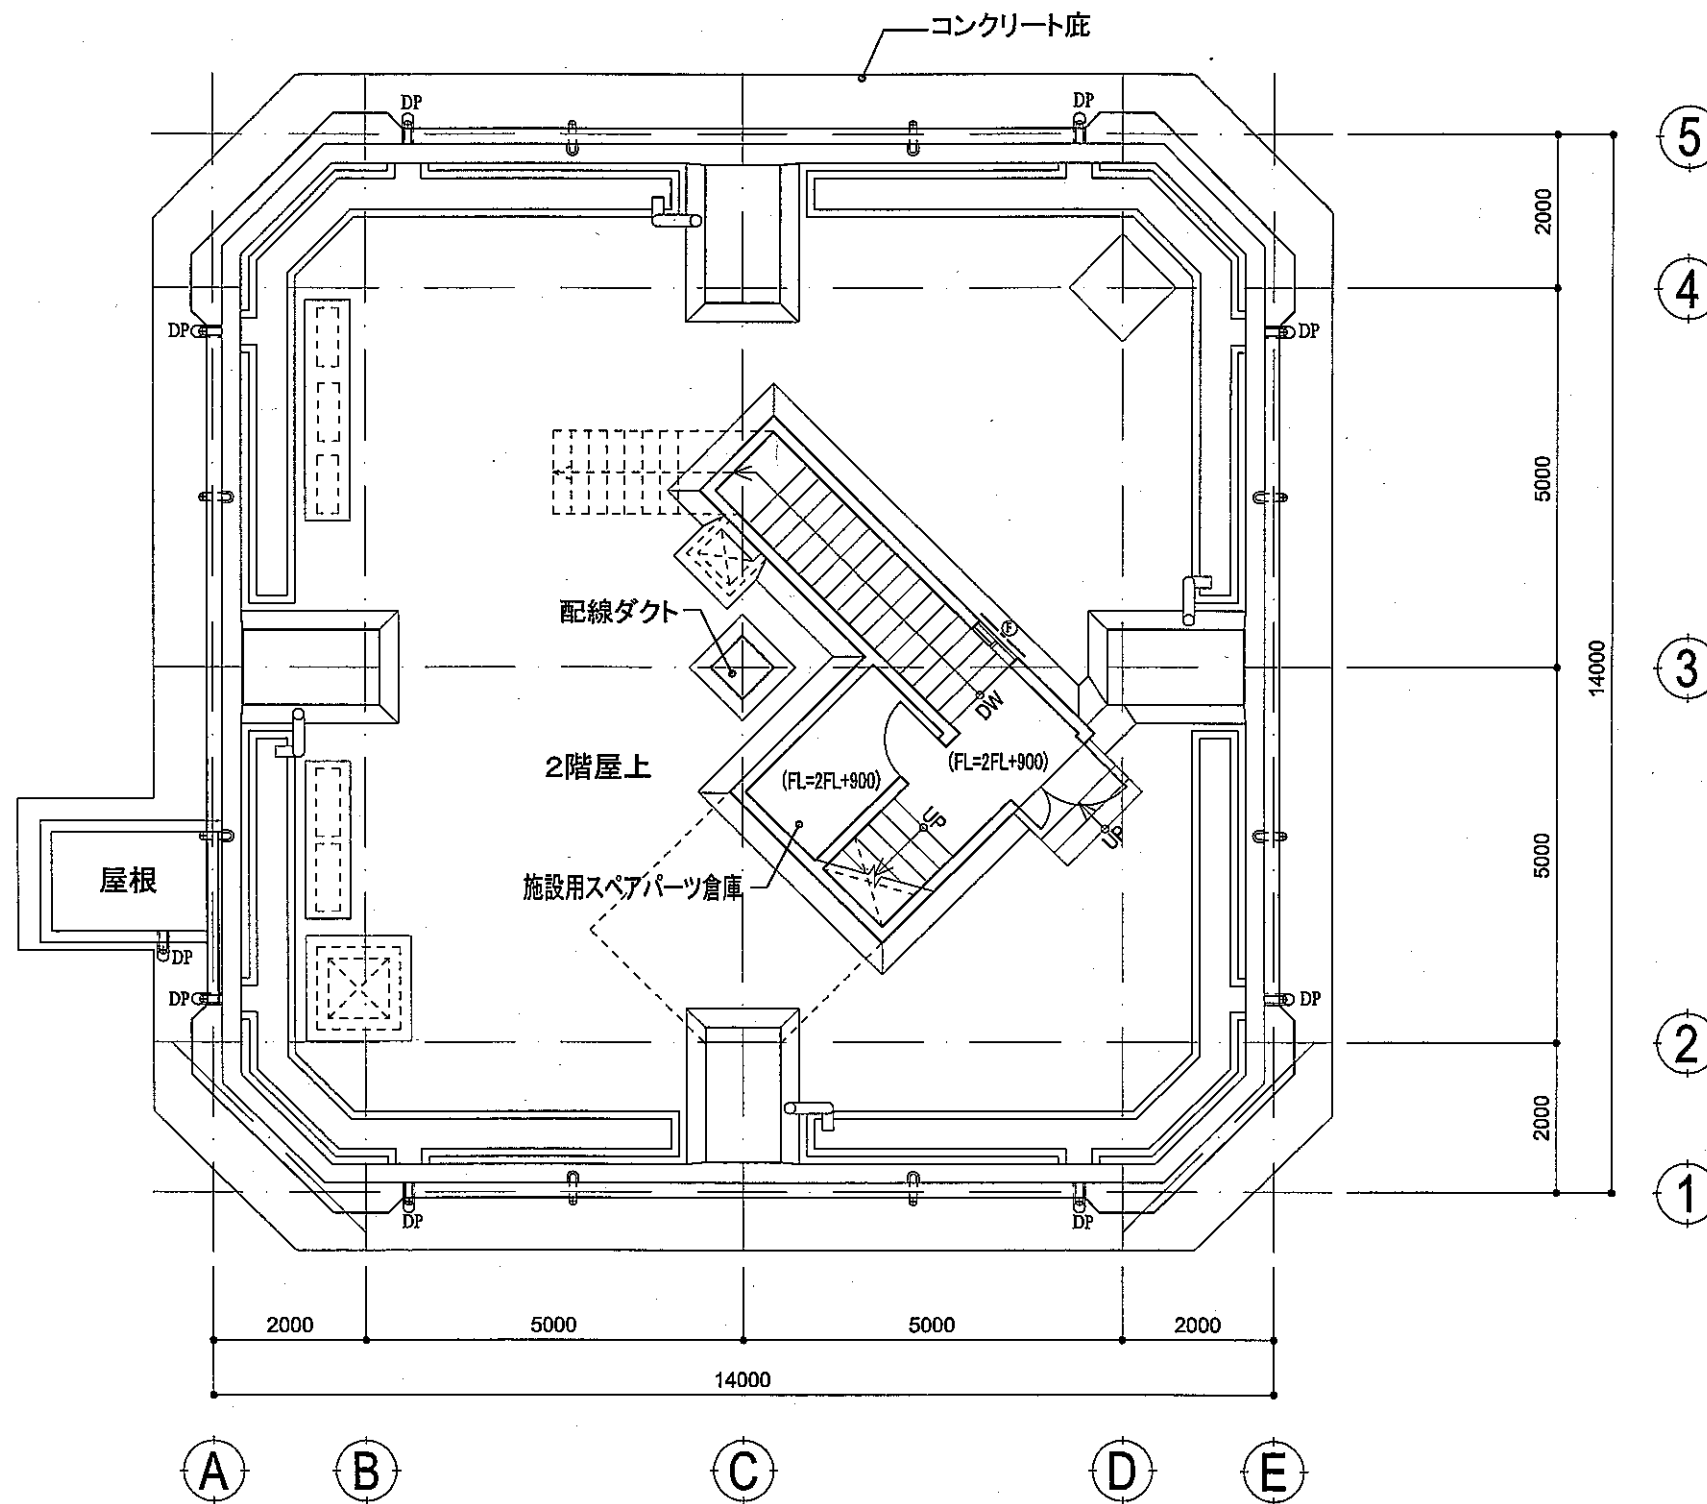 コンクリート庇
DP
DP
5
2000
4
DP
DP
5000
配線ダクト
F
14000
3
DW
2階屋上
(FL=2FL+900)
(FL=2FL+900)
UP
UP
5000
屋根
施設用スペアパーツ倉庫
DP
DP
DP
2
2000
1
DP
DP
2000
5000
5000
2000
14000
A
B
C
D
E